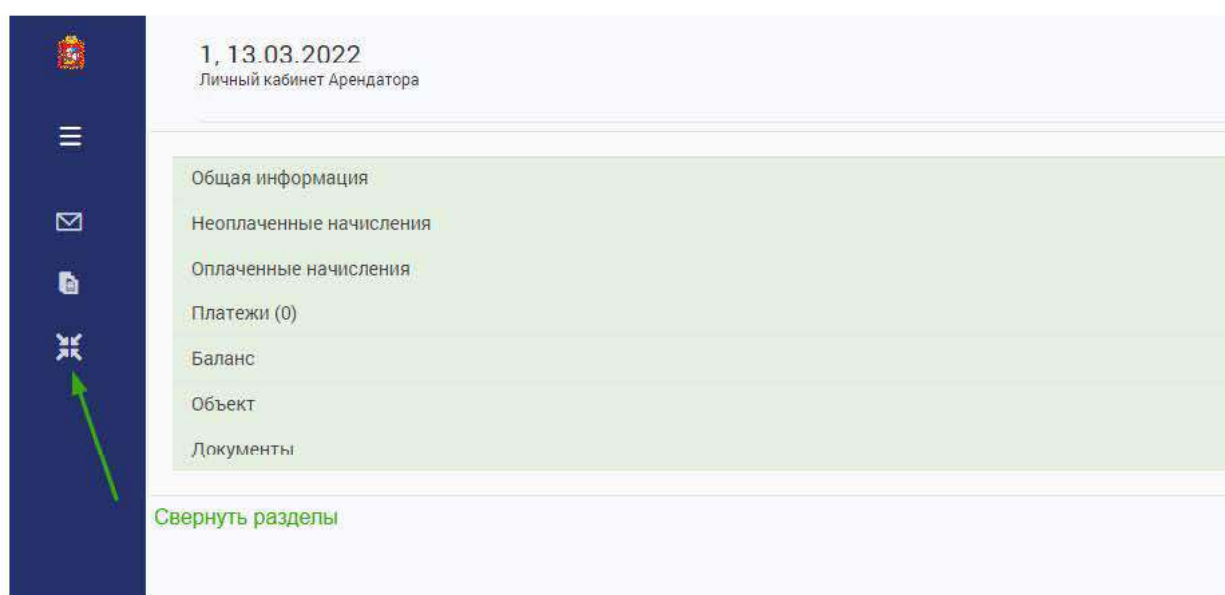 1, 13.03.2022
Личный кабинет Арендатора
Общая информация
Неоплаченные начисления
Оплаченные начисления
Платежи (0)
Баланс
Объект
Документы
Свернуть разделы